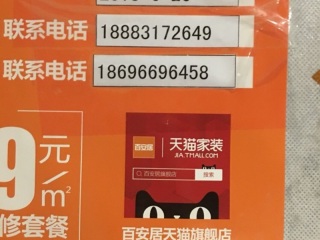 联系电话 18883172649
联系电话 18696696458
9元/m²
修套餐
百安居 天猫家装
JIA.TMALL.COM
百安居旗舰店 搜索
百安居天猫旗舰店